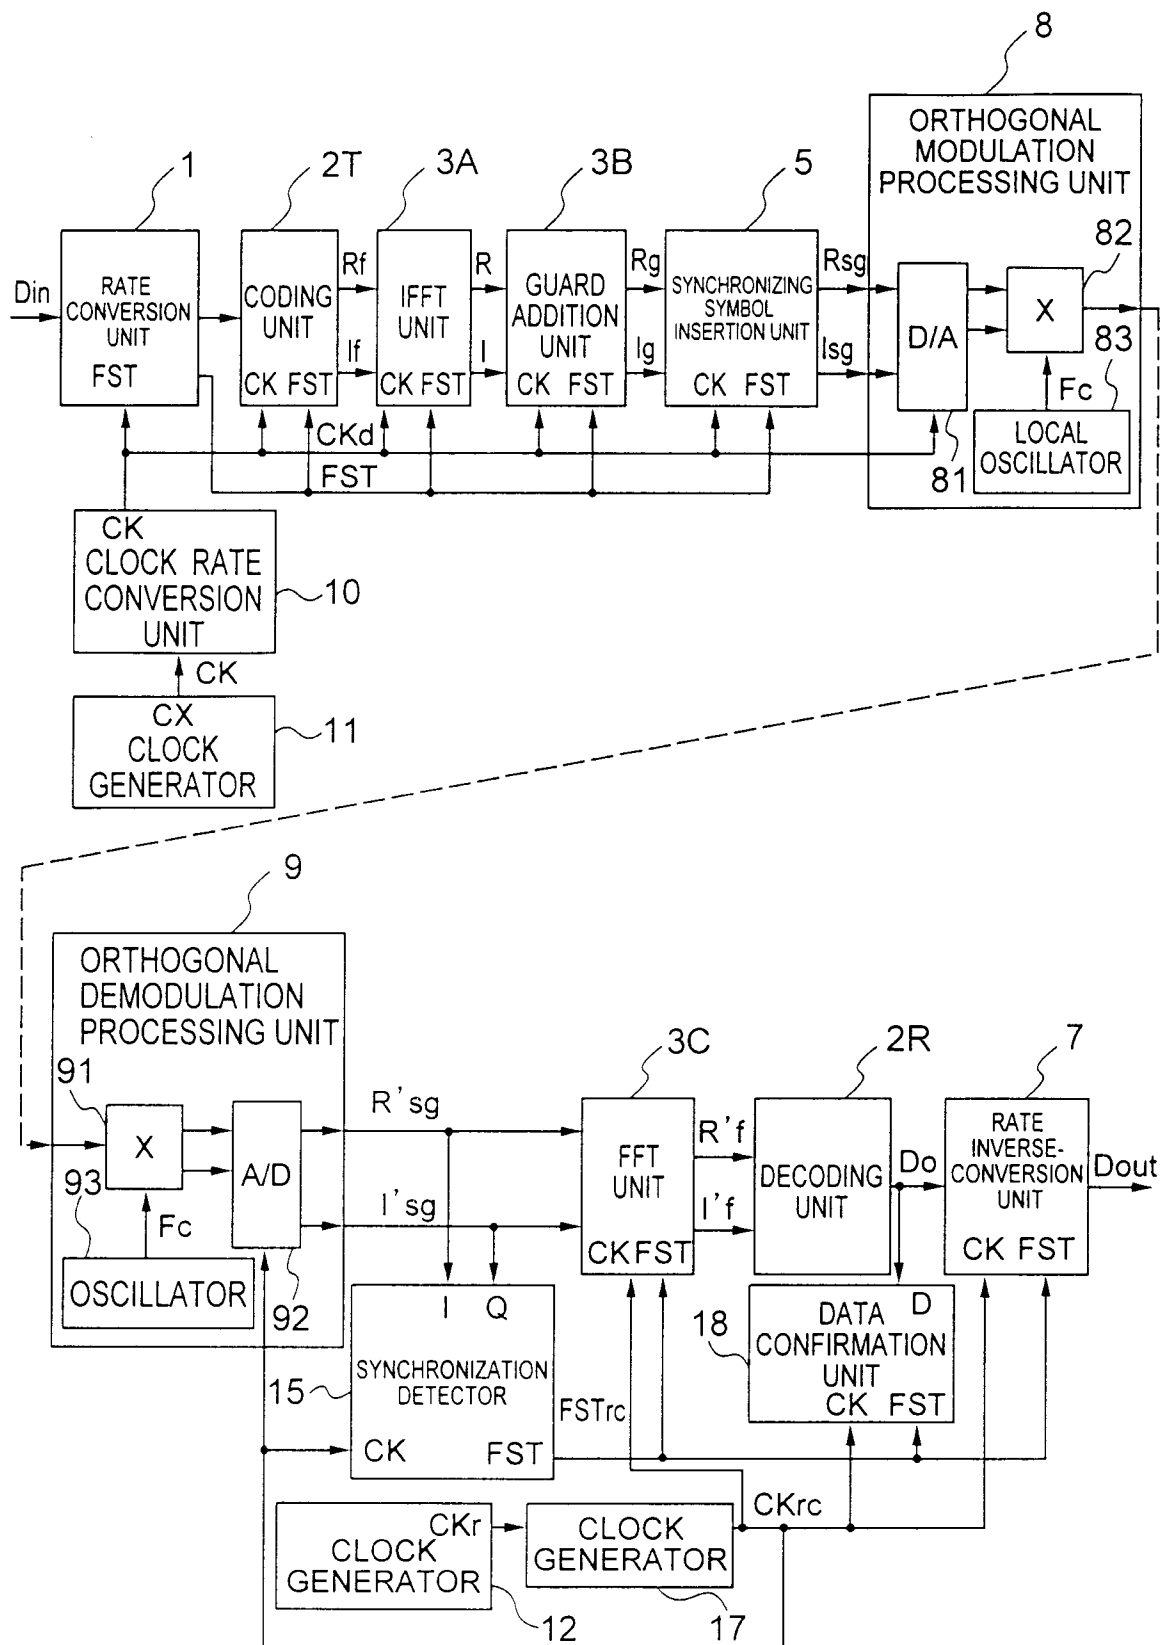 8
ORTHOGONAL
MODULATION
PROCESSING UNIT
1
2T
3A
3B
5
82
Din
RATE
CONVERSION
UNIT
FST
CODING
UNIT
CK FST
Rf
If
IFFT
UNIT
CK FST
R
I
GUARD
ADDITION
UNIT
CK FST
Rg
Ig
SYNCHRONIZING
SYMBOL
INSERTION UNIT
CK FST
Rsg
Isg
D/A
X
83
Fc
LOCAL
OSCILLATOR
81
CKd
FST
CK
CLOCK RATE
CONVERSION
UNIT
10
CK
CX
CLOCK
GENERATOR
11
9
ORTHOGONAL
DEMODULATION
PROCESSING UNIT
91
X
A/D
93
Fc
OSCILLATOR
92
R'sg
I'sg
3C
FFT
UNIT
CK FST
R'f
I'f
2R
DECODING
UNIT
Do
7
RATE
INVERSE-
CONVERSION
UNIT
CK FST
Dout
I Q
SYNCHRONIZATION
DETECTOR
CK
FST
15
FSTrc
18
D
DATA
CONFIRMATION
UNIT
CK FST
CKr
CLOCK
GENERATOR
12
CLOCK
GENERATOR
17
CKrc